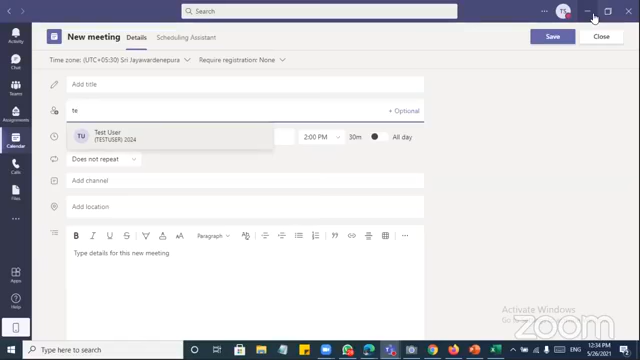 Search
TS
Activity
Chat
Teams
Assignments
Calendar
Calls
Files
Apps
Help
New meeting
Details
Scheduling Assistant
Save
Close
Time zone: (UTC+05:30) Sri Jayawardenepura
Require registration: None
Add title
te
+ Optional
TU
Test User
(TESTUSER) 2024
2:00 PM
30m
All day
Does not repeat
Add channel
Add location
B I U S
Paragraph
Type details for this new meeting
Activate Windows
zoom
Type here to search
ENG
12:34 PM
5/26/2021